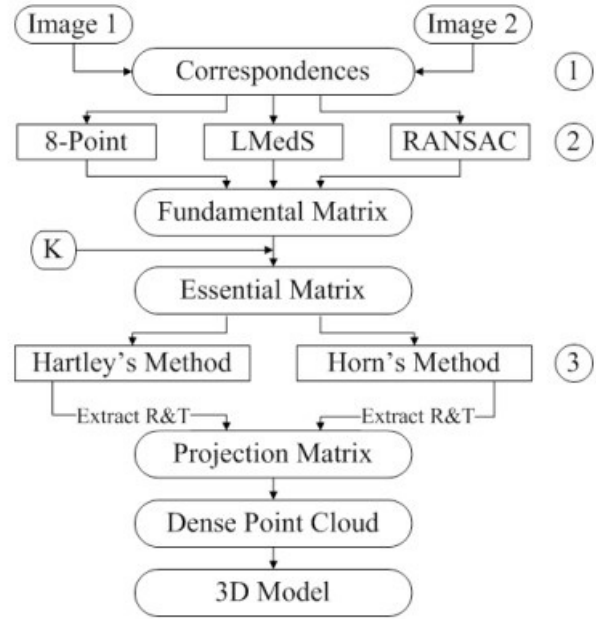 Image 1
Image 2
Correspondences
1
8-Point
LMedS
RANSAC
2
Fundamental Matrix
K
Essential Matrix
Hartley's Method
Horn's Method
3
Extract R&T
Extract R&T
Projection Matrix
Dense Point Cloud
3D Model